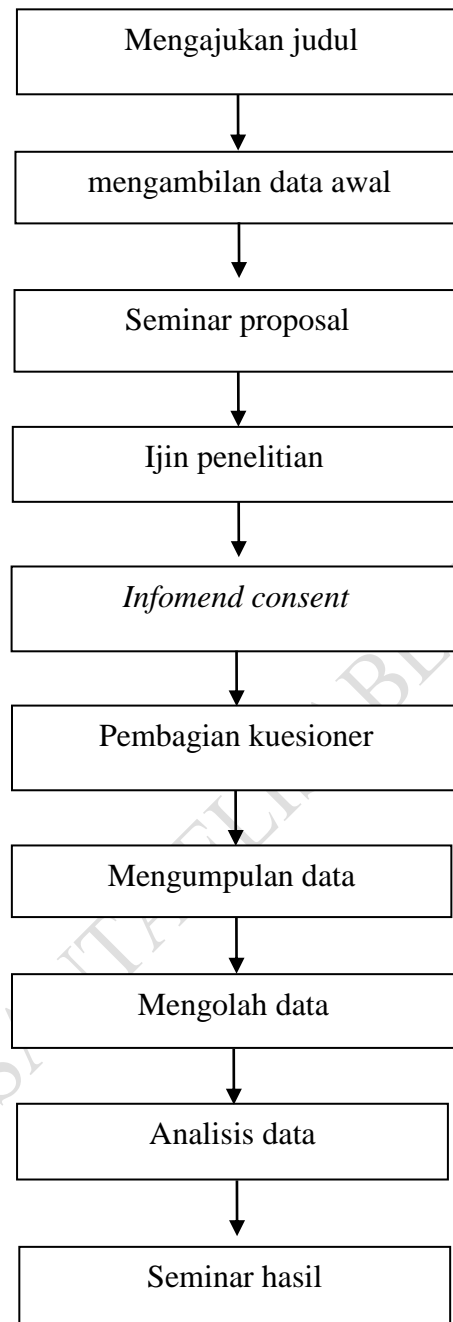 Mengajukan judul
mengambilan data awal
Seminar proposal
Ijin penelitian
Infomend consent
Pembagian kuesioner
Mengumpulan data
Mengolah data
Analisis data
Seminar hasil